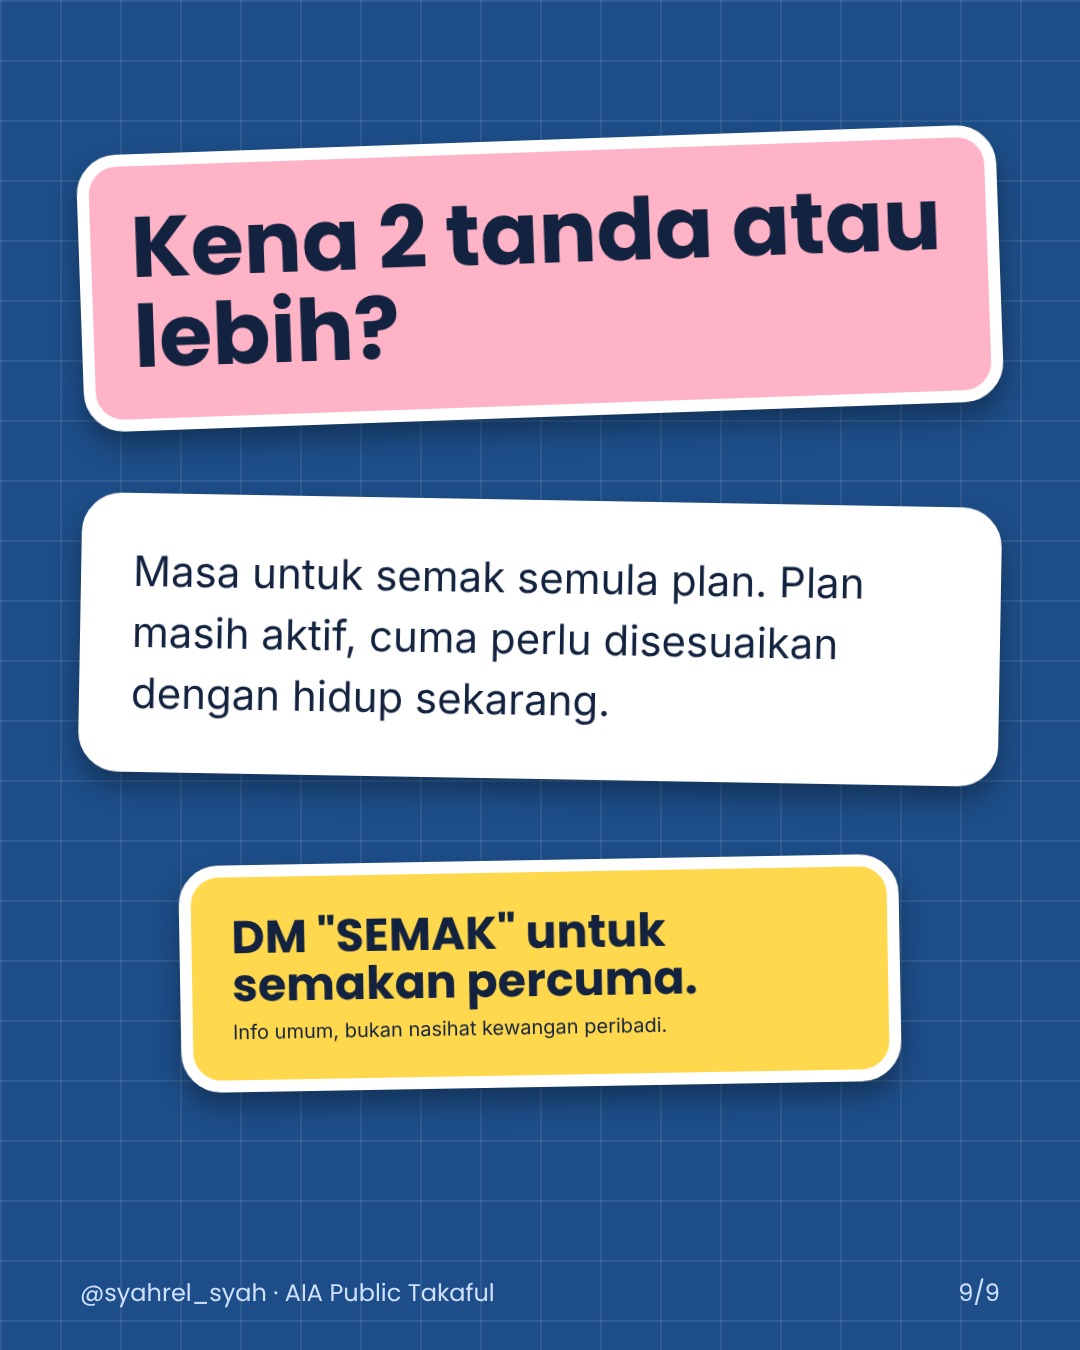 Kena 2 tanda atau
lebih?
Masa untuk semak semula plan. Plan
masih aktif, cuma perlu disesuaikan
dengan hidup sekarang.
DM "SEMAK" untuk
semakan percuma.
Info umum, bukan nasihat kewangan peribadi.
@syahrel_syah · AIA Public Takaful
9/9